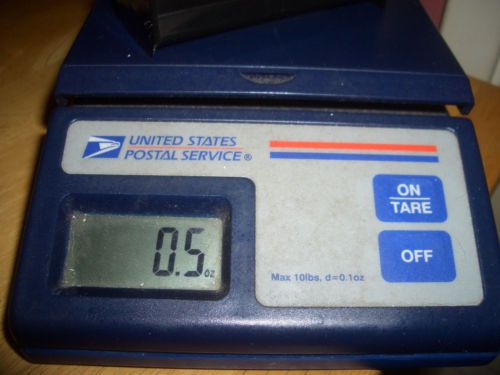 UNITED STATES
POSTAL SERVICE®
ON
TARE
OFF
0.5 oz
Max 10lbs. d=0.1oz